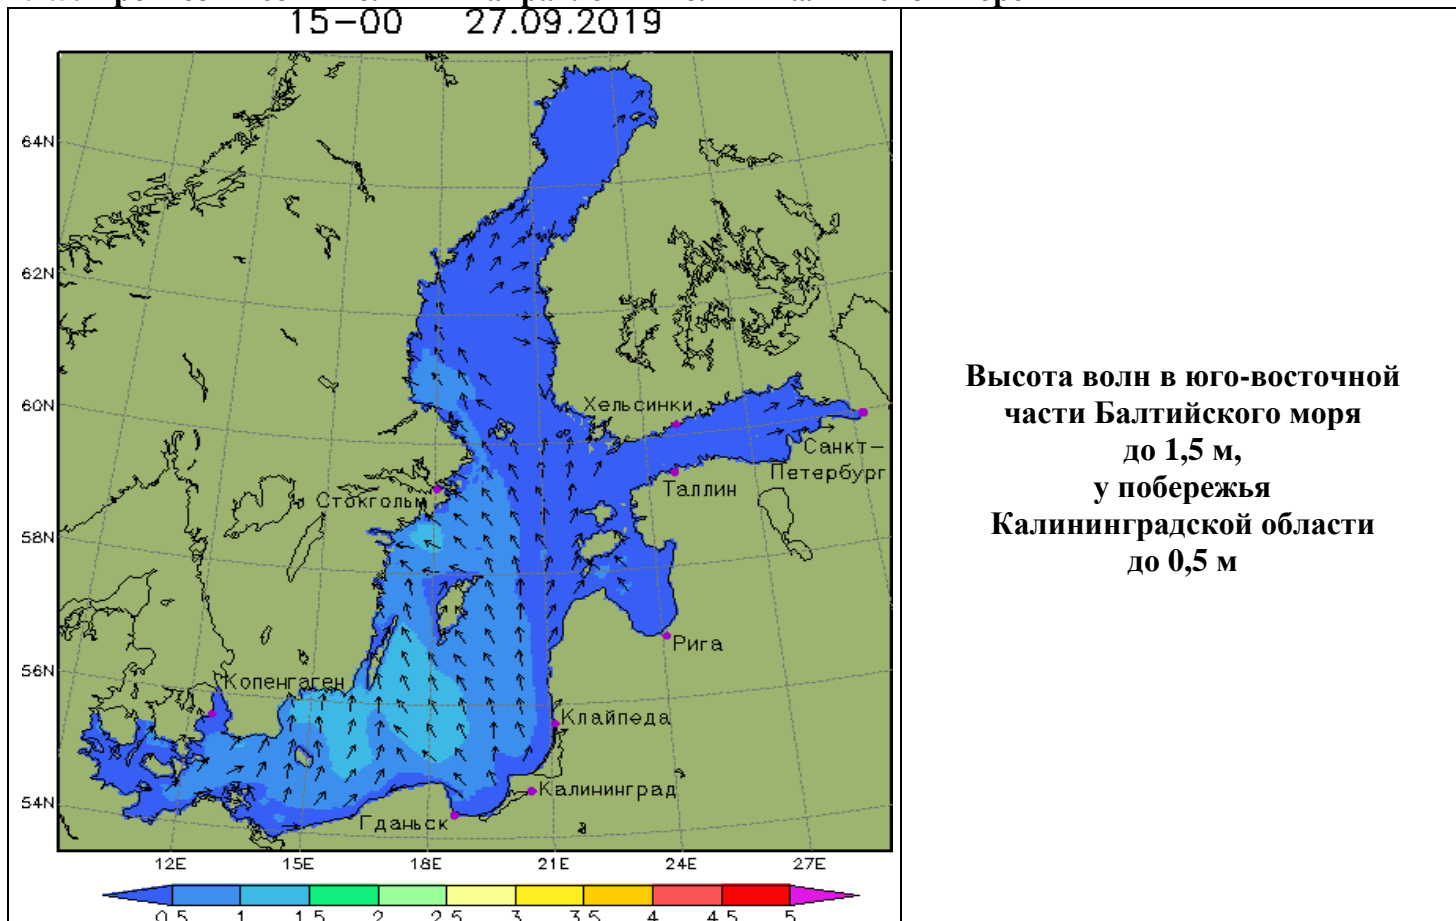 15-00 27.09.2019
64N
62N
60N
58N
56N
54N
Хельсинки
Санкт-
Петербург
Таллин
Стокгольм
Рига
Копенгаген
Клайпеда
Калининград
Гданьск
12E 15E 18E 21E 24E 27E
0.5 1 1.5 2 2.5 3 3.5 4 4.5 5
Высота волн в юго-восточной
части Балтийского моря
до 1,5 м,
у побережья
Калининградской области
до 0,5 м